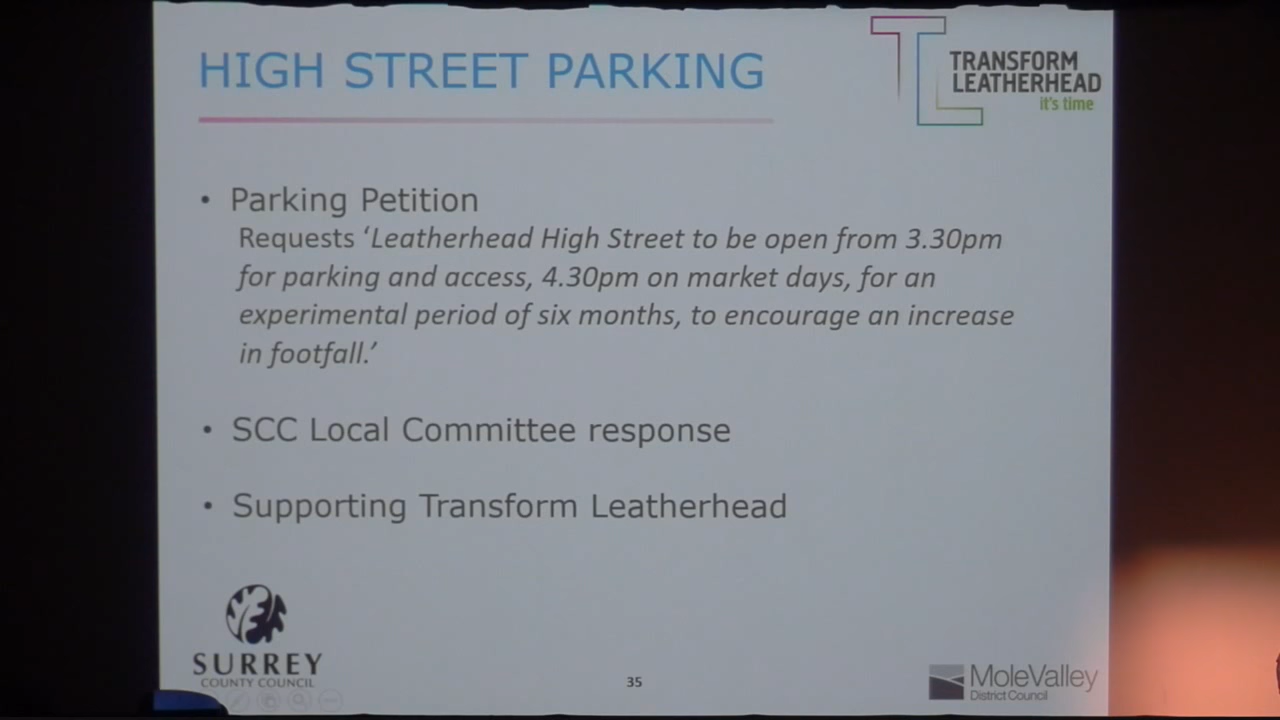 HIGH STREET PARKING
TRANSFORM
LEATHERHEAD
it's time
• Parking Petition
Requests ‘Leatherhead High Street to be open from 3.30pm
for parking and access, 4.30pm on market days, for an
experimental period of six months, to encourage an increase
in footfall.’
• SCC Local Committee response
• Supporting Transform Leatherhead
SURREY
COUNTY COUNCIL
35
MoleValley
District Council